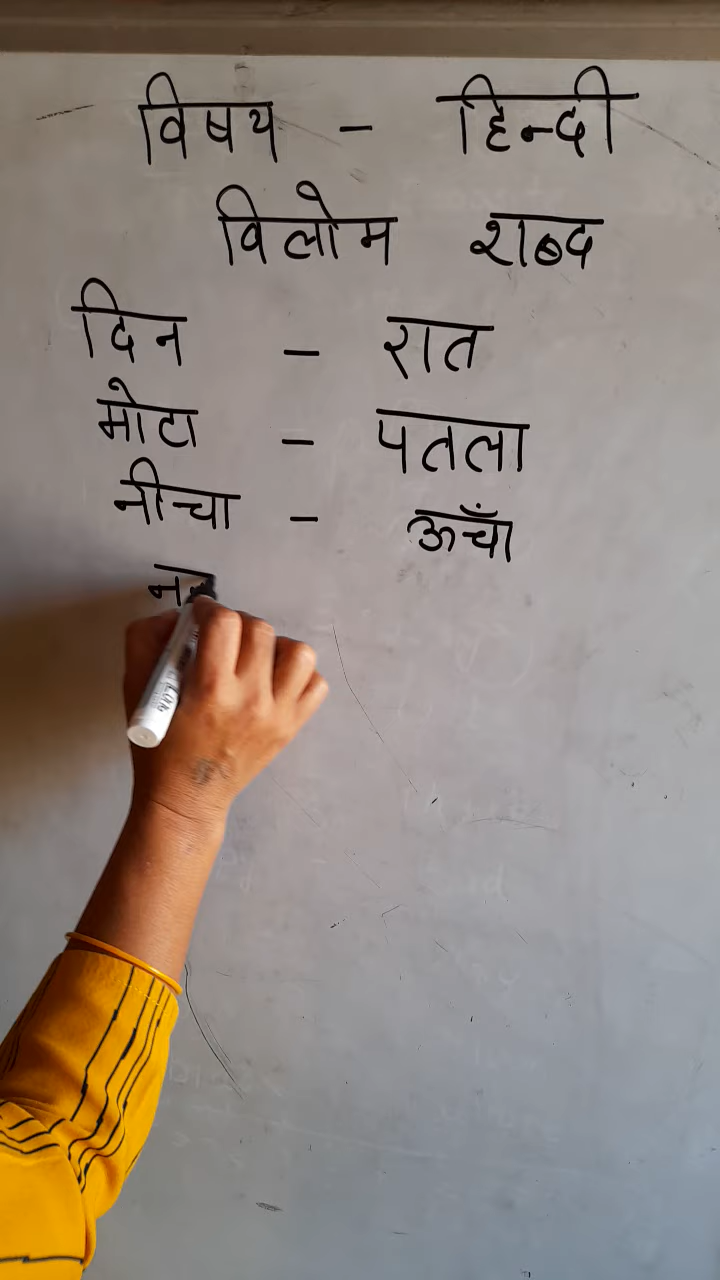 विषय - हिन्दी
विलोम शब्द
दिन - रात
मोटा - पतला
नीचा - ऊँचाँ